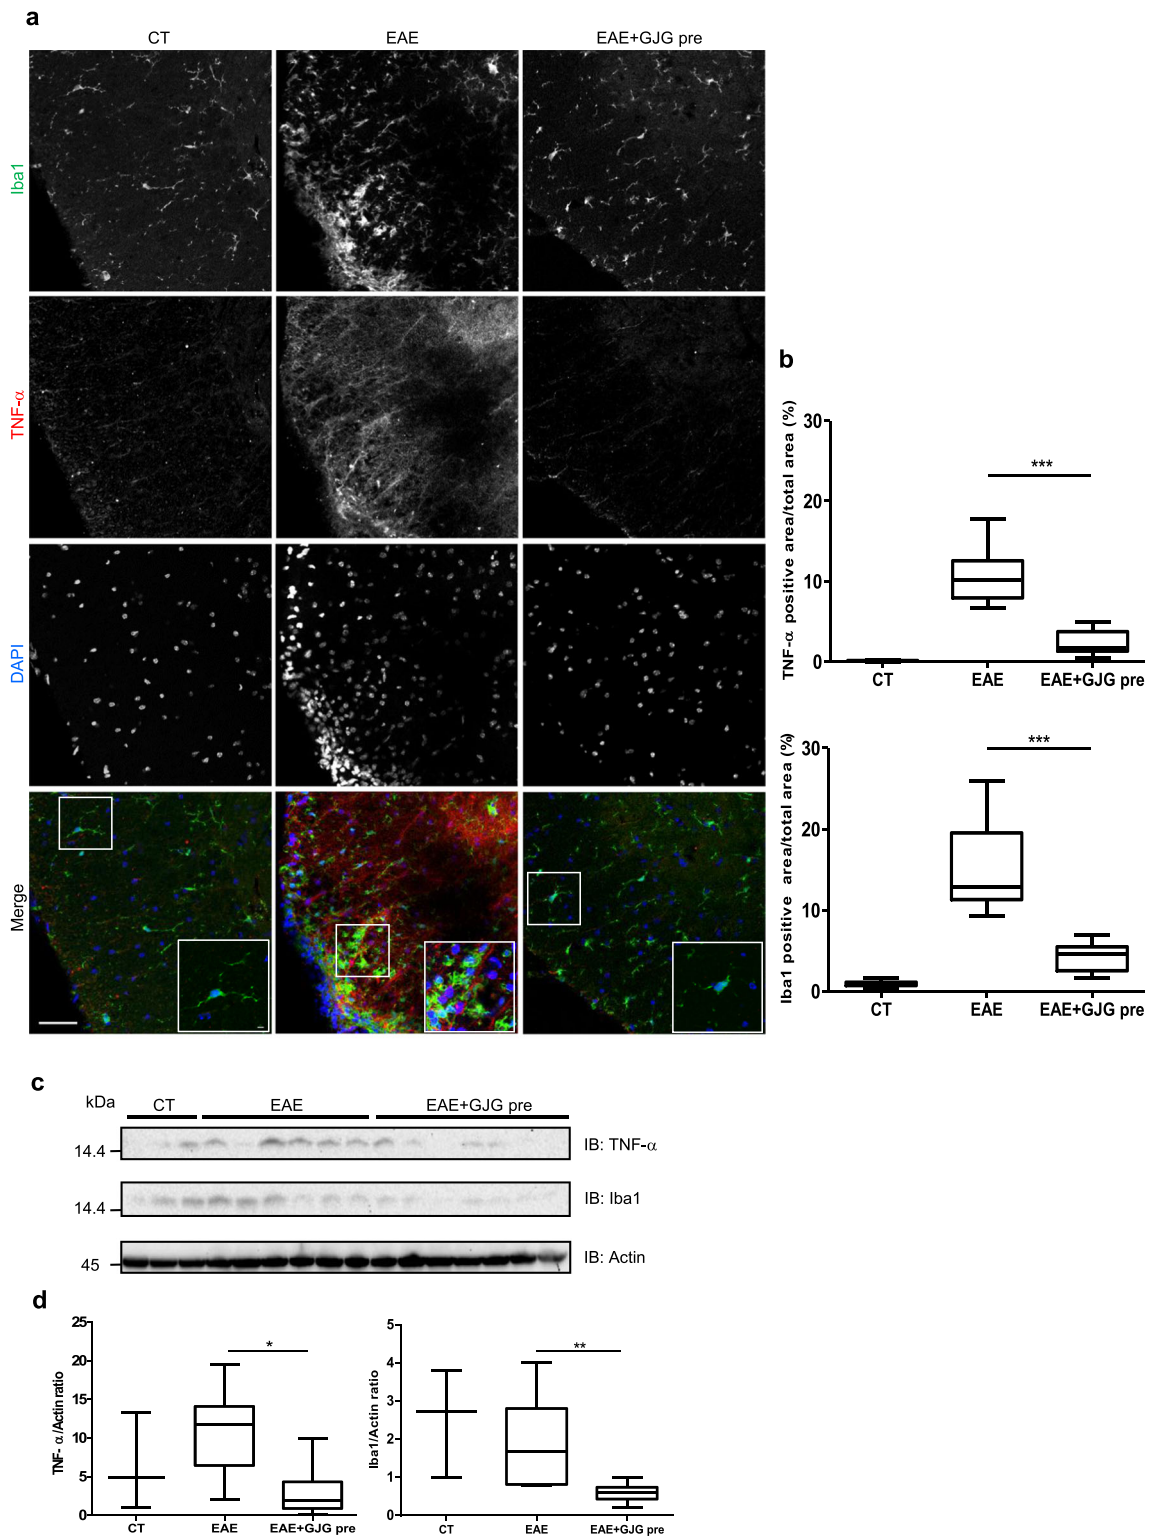 a
CT EAE EAE+GJG pre
Iba1
TNF-α
DAPI
Merge
b
TNF-α positive area/total area (%)
30
20
10
0
***
CT EAE EAE+GJG pre
Iba1 positive area/total area (%)
30
20
10
0
***
CT EAE EAE+GJG pre
c
kDa CT EAE EAE+GJG pre
14.4 IB: TNF-α
14.4 IB: Iba1
45 IB: Actin
d
TNF- α/Actin ratio
25
20
15
10
5
0
*
CT EAE EAE+GJG pre
Iba1/Actin ratio
5
4
3
2
1
0
**
CT EAE EAE+GJG pre